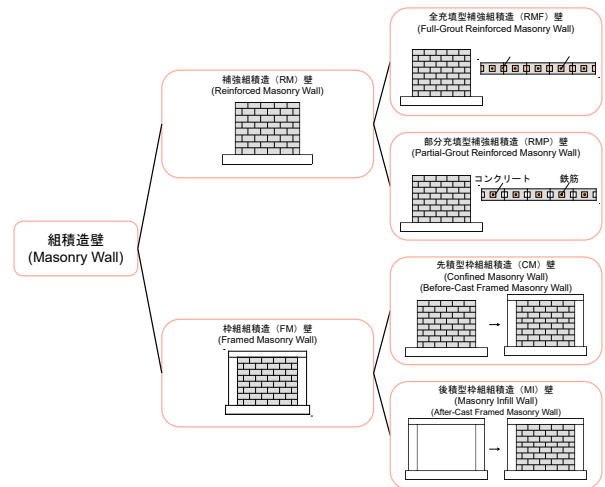 組積造壁
(Masonry Wall)
補強組積造（RM）壁
(Reinforced Masonry Wall)
全充填型補強組積造（RMF）壁
(Full-Grout Reinforced Masonry Wall)
部分充填型補強組積造（RMP）壁
(Partial-Grout Reinforced Masonry Wall)
コンクリート 鉄筋
枠組組積造（FM）壁
(Framed Masonry Wall)
先積型枠組組積造（CM）壁
(Confined Masonry Wall)
(Before-Cast Framed Masonry Wall)
後積型枠組組積造（MI）壁
(Masonry Infill Wall)
(After-Cast Framed Masonry Wall)